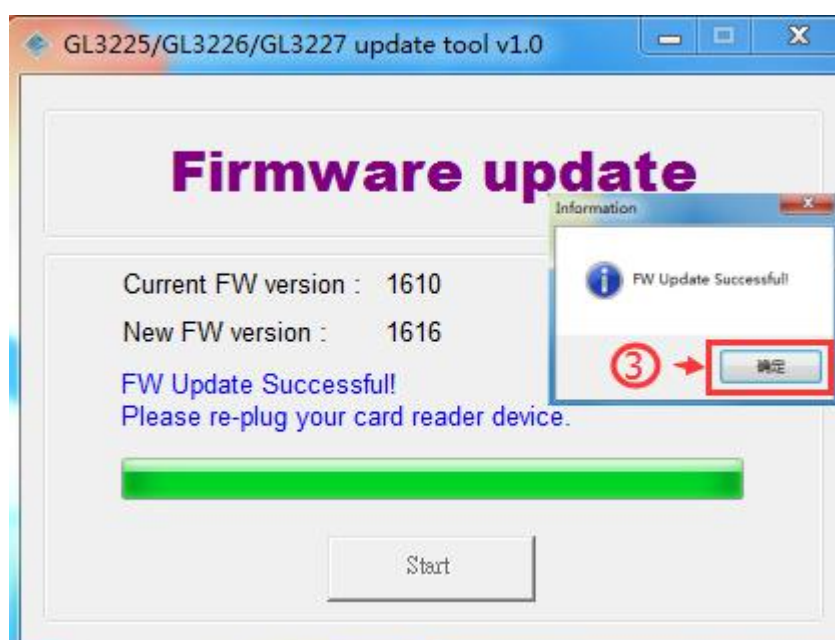 GL3225/GL3226/GL3227 update tool v1.0
Firmware update
Information
FW Update Successful!
③
确定
Current FW version : 1610
New FW version : 1616
FW Update Successful!
Please re-plug your card reader device.
Start